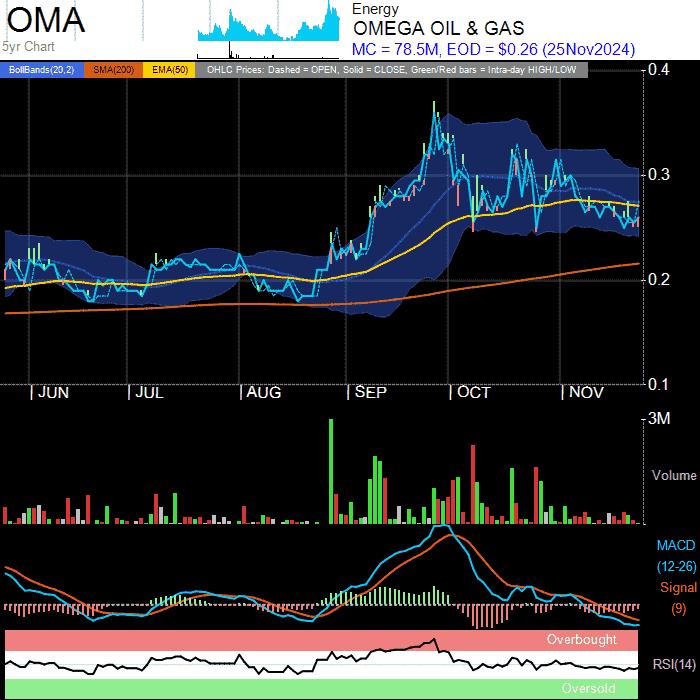 OMA
5yr Chart
Energy
OMEGA OIL & GAS
MC = 78.5M, EOD = $0.26 (25Nov2024)
BollBands(20,2) SMA(200) EMA(50) OHLC Prices: Dashed = OPEN, Solid = CLOSE, Green/Red bars = Intra-day HIGH/LOW
0.4
0.3
0.2
0.1
JUN JUL AUG SEP OCT NOV
3M
Volume
MACD
(12-26)
Signal
(9)
Overbought
RSI(14)
Oversold